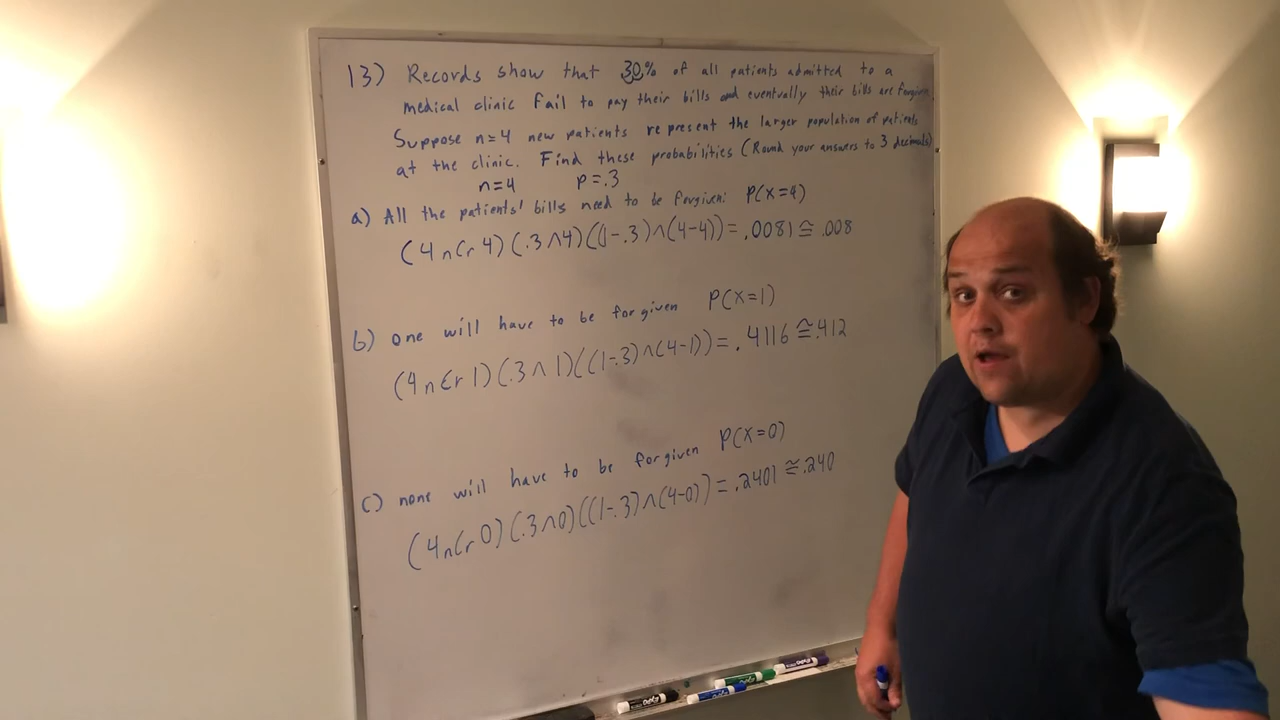 13) Records show that 30% of all patients admitted to a
medical clinic fail to pay their bills and eventually their bills are forgiven.
Suppose n=4 new patients represent the larger population of patients
at the clinic. Find these probabilities (Round your answers to 3 decimals)
n=4 p=.3
a) All the patients' bills need to be forgiven: P(x=4)
(4 nCr 4)(.3^4)((1-.3)^(4-4))=.0081≅.008
b) one will have to be forgiven P(x=1)
(4 nCr 1)(.3^1)((1-.3)^(4-1))=.4116≅.412
c) none will have to be forgiven P(x=0)
(4 nCr 0)(.3^0)((1-.3)^(4-0))=.2401≅.240